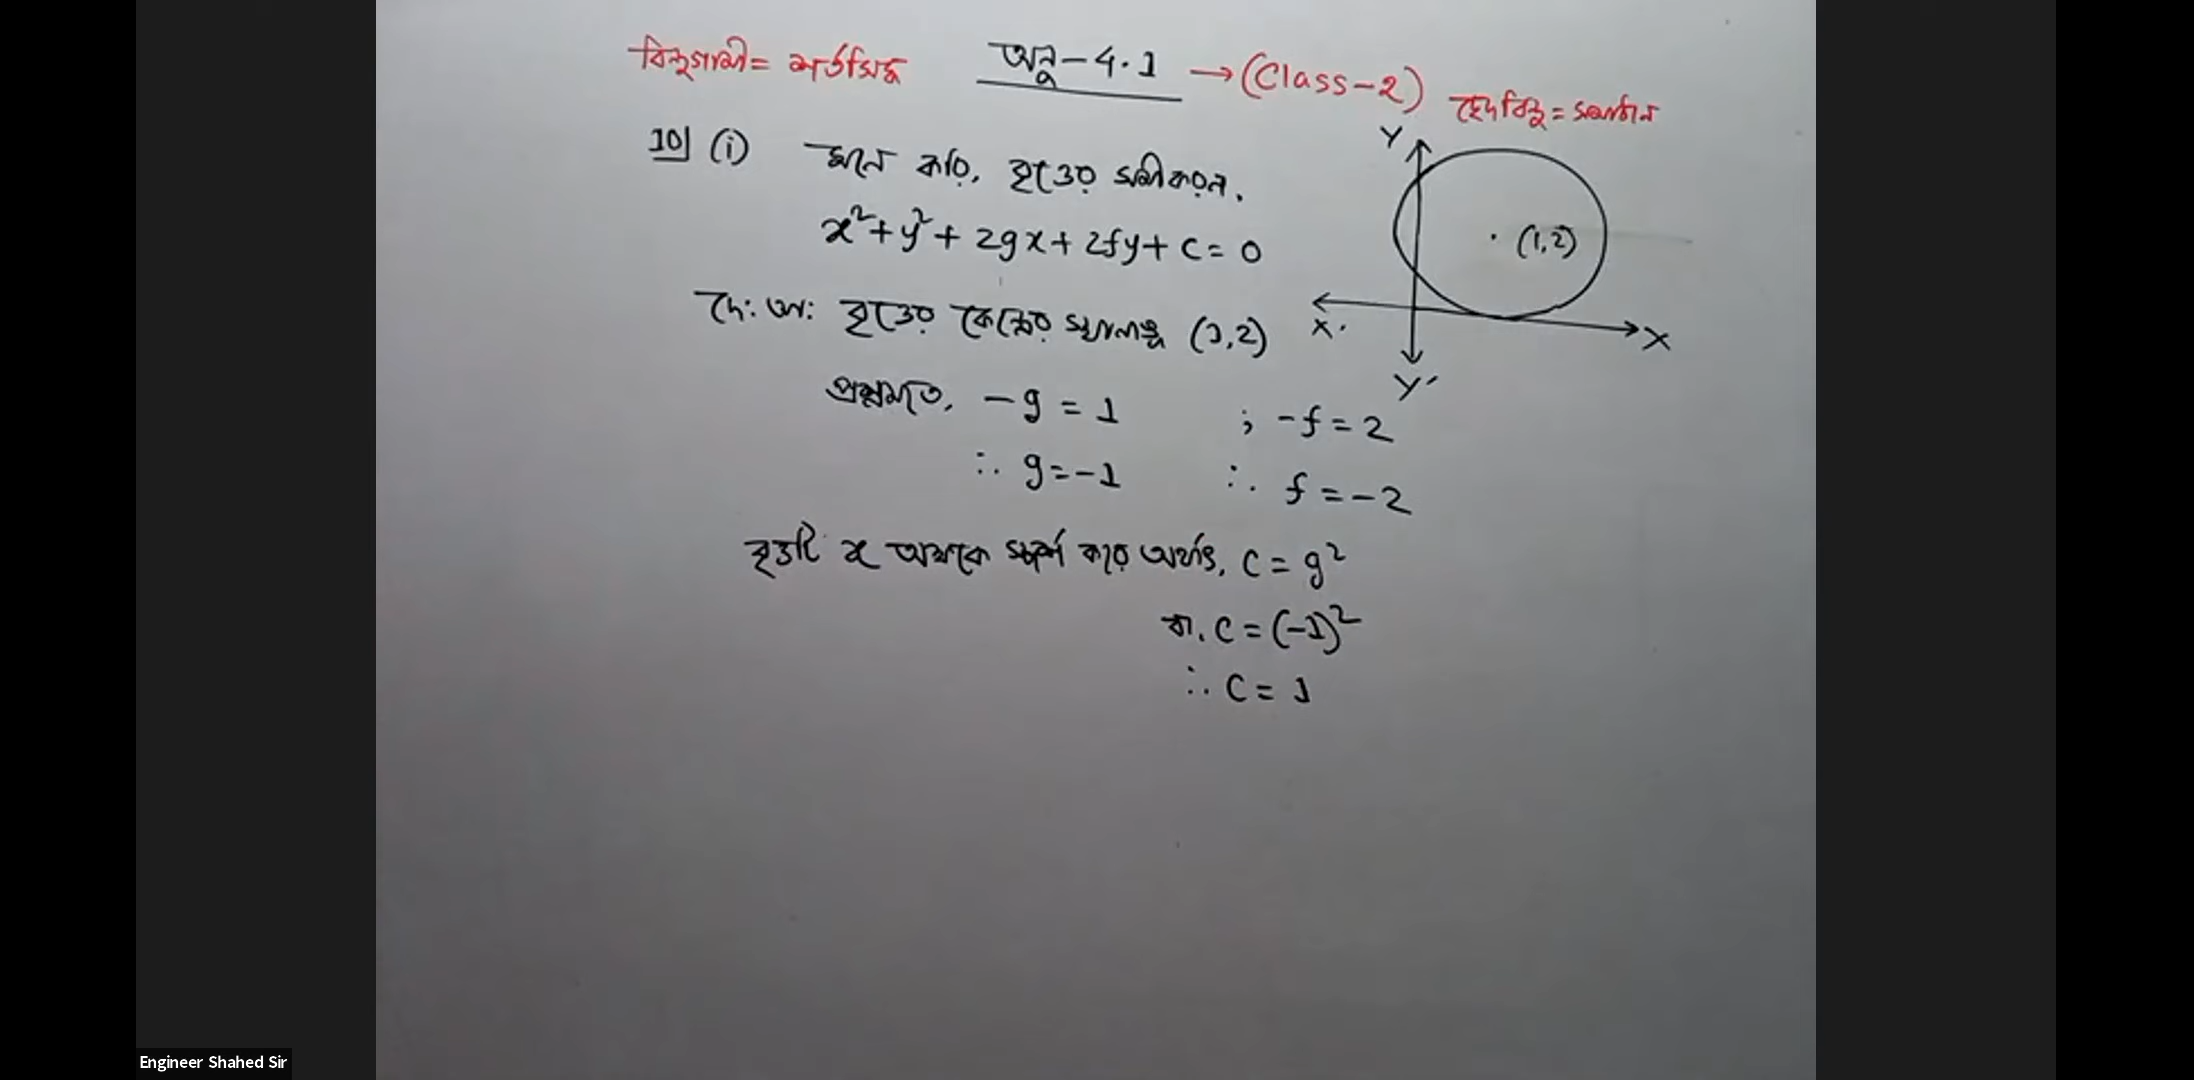 বিন্দুগামী = শর্তসিদ্ধ
অনু - 4.1 → (Class-2)
ছেদবিন্দু = সমাধান
10| (i) মনে করি, বৃত্তের সমীকরন,
x² + y² + 2gx + 2fy + c = 0
দে: আ: বৃত্তের কেন্দ্রের স্থানাঙ্ক (1,2)
প্রশ্নমতে, -g = 1 ; -f = 2
∴ g = -1 ∴ f = -2
বৃত্তটি x অক্ষকে স্পর্শ করে অর্থাৎ, c = g²
বা, c = (-1)²
∴ c = 1
Y
(1,2)
X'
X
Y'
Engineer Shahed Sir